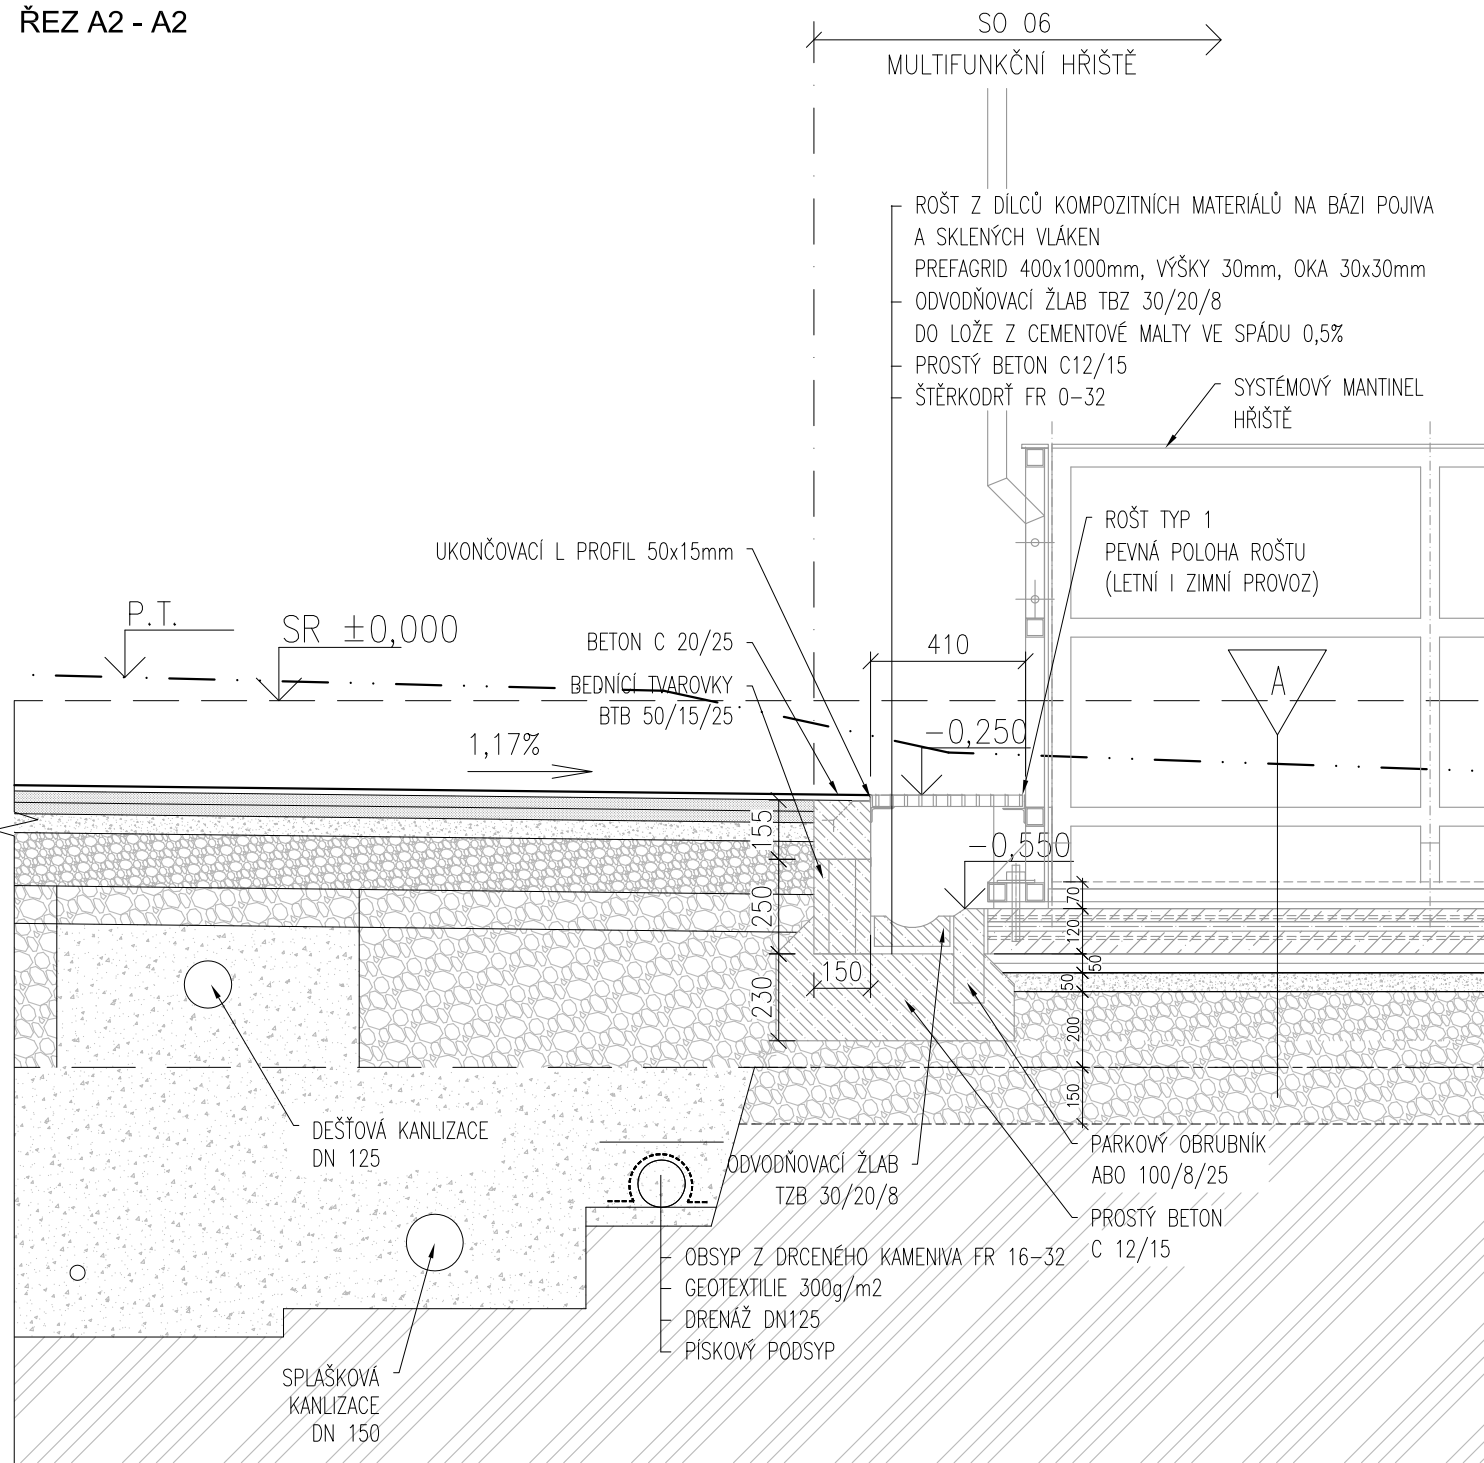 ŘEZ A2 - A2
SO 06
MULTIFUNKČNÍ HŘIŠTĚ
ROŠT Z DÍLCŮ KOMPOZITNÍCH MATERIÁLŮ NA BÁZI POJIVA
A SKLENÝCH VLÁKEN
PREFAGRID 400x1000mm, VÝŠKY 30mm, OKA 30x30mm
ODVODŇOVACÍ ŽLAB TBZ 30/20/8
DO LOŽE Z CEMENTOVÉ MALTY VE SPÁDU 0,5%
PROSTÝ BETON C12/15
ŠTĚRKODRŤ FR 0-32
SYSTÉMOVÝ MANTINEL
HŘIŠTĚ
ROŠT TYP 1
PEVNÁ POLOHA ROŠTU
(LETNÍ I ZIMNÍ PROVOZ)
UKONČOVACÍ L PROFIL 50x15mm
P.T.
SR ±0,000
BETON C 20/25
BEDNÍCÍ TVAROVKY
BTB 50/15/25
410
A
1,17%
-0,250
-0,550
155
250
230
150
70
120
50
50
200
150
DEŠŤOVÁ KANLIZACE
DN 125
ODVODŇOVACÍ ŽLAB
TZB 30/20/8
PARKOVÝ OBRUBNÍK
ABO 100/8/25
PROSTÝ BETON
C 12/15
OBSYP Z DRCENÉHO KAMENIVA FR 16-32
GEOTEXTILIE 300g/m2
DRENÁŽ DN125
PÍSKOVÝ PODSYP
SPLAŠKOVÁ
KANLIZACE
DN 150